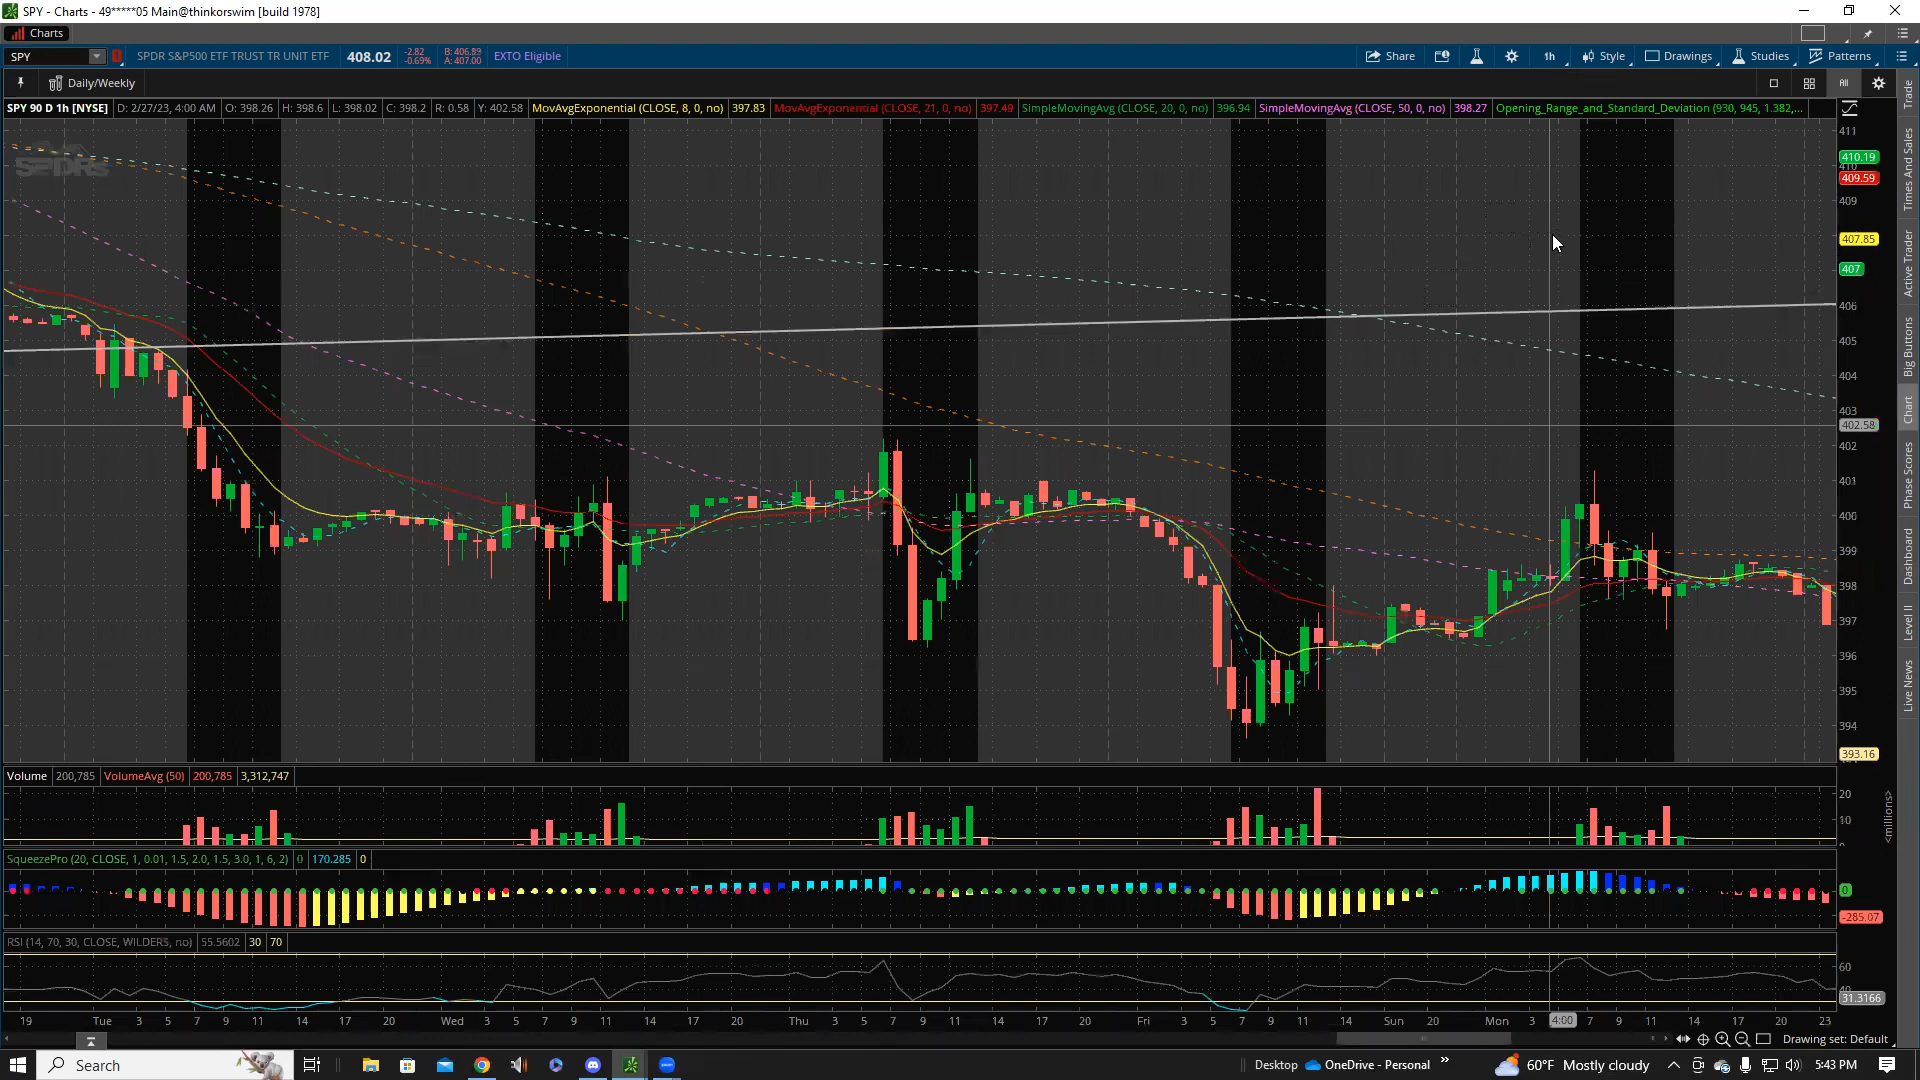 SPY - Charts - 49*****05 Main@thinkorswim [build 1978]
Charts
SPY SPDR S&P500 ETF TRUST TR UNIT ETF 408.02 -2.82 -0.69% B: 406.89 A: 407.00 EXTO Eligible Share 1h Style Drawings Studies Patterns
Daily/Weekly All
SPY 90 D 1h [NYSE] D: 2/27/23, 4:00 AM O: 398.26 H: 398.6 L: 398.02 C: 398.2 R: 0.58 Y: 402.58 MovAvgExponential (CLOSE, 8, 0, no) 397.83 MovAvgExponential (CLOSE, 21, 0, no) 397.49 SimpleMovingAvg (CLOSE, 20, 0, no) 396.94 SimpleMovingAvg (CLOSE, 50, 0, no) 398.27 Opening_Range_and_Standard_Deviation (930, 945, 1.382,...
SPDRs
411
410.19
410
409.59
409
407.85
407
406
405
404
403
402.58
402
401
400
399
398
397
396
395
394
393.16
Trade
Times And Sales
Active Trader
Big Buttons
Chart
Phase Scores
Dashboard
Level II
Live News
Volume 200,785 VolumeAvg (50) 200,785 3,312,747
20
10
<millions>
SqueezePro (20, CLOSE, 1, 0.01, 1.5, 2.0, 1.5, 3.0, 1, 6, 2) 0 170.285 0
0
-285.07
RSI (14, 70, 30, CLOSE, WILDERS, no) 55.5602 30 70
60
40
31.3166
19 Tue 3 5 7 9 11 14 17 20 Wed 3 5 7 9 11 14 17 20 Thu 3 5 7 9 11 14 17 20 Fri 3 5 7 9 11 14 Sun 20 Mon 3 4:00 7 9 11 14 17 20 23
Drawing set: Default
Search Desktop OneDrive - Personal 60°F Mostly cloudy 5:43 PM